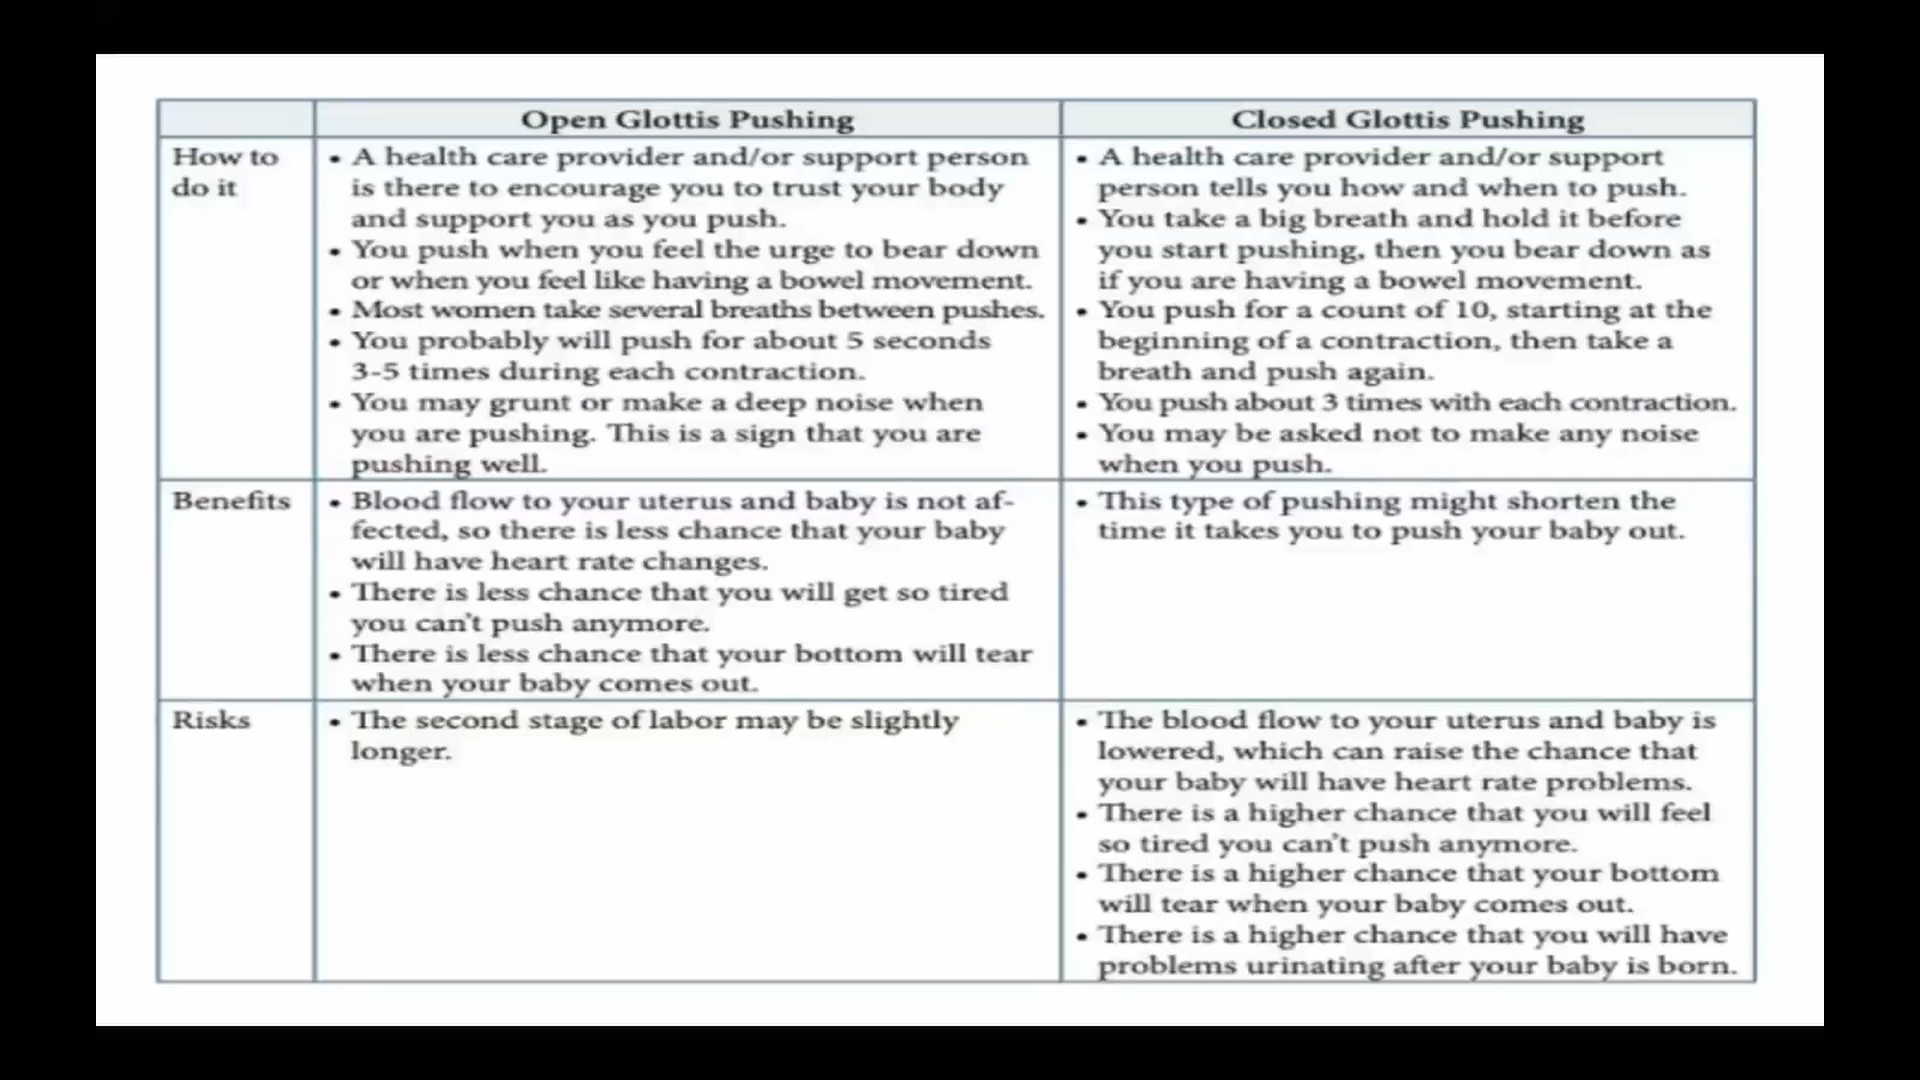 Open Glottis Pushing
Closed Glottis Pushing
How to
do it
• A health care provider and/or support person
is there to encourage you to trust your body
and support you as you push.
• You push when you feel the urge to bear down
or when you feel like having a bowel movement.
• Most women take several breaths between pushes.
• You probably will push for about 5 seconds
3-5 times during each contraction.
• You may grunt or make a deep noise when
you are pushing. This is a sign that you are
pushing well.
• A health care provider and/or support
person tells you how and when to push.
• You take a big breath and hold it before
you start pushing, then you bear down as
if you are having a bowel movement.
• You push for a count of 10, starting at the
beginning of a contraction, then take a
breath and push again.
• You push about 3 times with each contraction.
• You may be asked not to make any noise
when you push.
Benefits
• Blood flow to your uterus and baby is not af-
fected, so there is less chance that your baby
will have heart rate changes.
• There is less chance that you will get so tired
you can't push anymore.
• There is less chance that your bottom will tear
when your baby comes out.
• This type of pushing might shorten the
time it takes you to push your baby out.
Risks
• The second stage of labor may be slightly
longer.
• The blood flow to your uterus and baby is
lowered, which can raise the chance that
your baby will have heart rate problems.
• There is a higher chance that you will feel
so tired you can't push anymore.
• There is a higher chance that your bottom
will tear when your baby comes out.
• There is a higher chance that you will have
problems urinating after your baby is born.